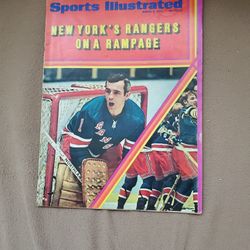 Sports Illustrated
NEW YORK'S RANGERS
ON A RAMPAGE